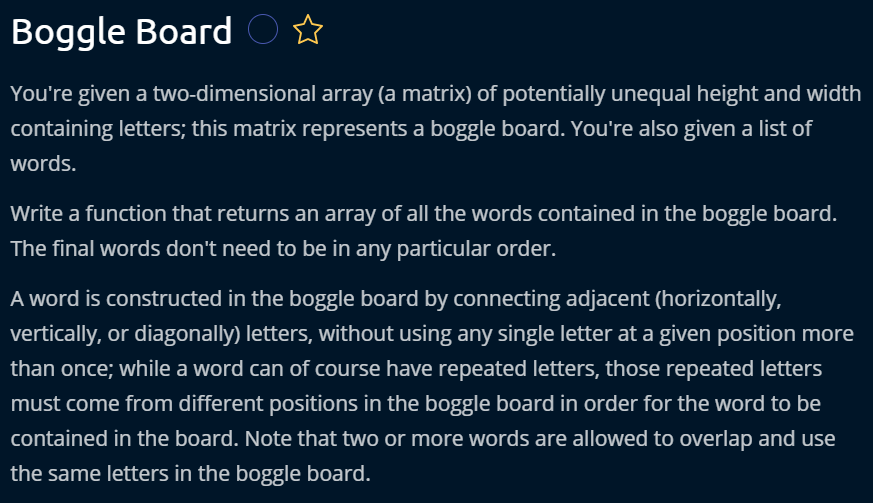 Boggle Board
You're given a two-dimensional array (a matrix) of potentially unequal height and width
containing letters; this matrix represents a boggle board. You're also given a list of
words.
Write a function that returns an array of all the words contained in the boggle board.
The final words don't need to be in any particular order.
A word is constructed in the boggle board by connecting adjacent (horizontally,
vertically, or diagonally) letters, without using any single letter at a given position more
than once; while a word can of course have repeated letters, those repeated letters
must come from different positions in the boggle board in order for the word to be
contained in the board. Note that two or more words are allowed to overlap and use
the same letters in the boggle board.